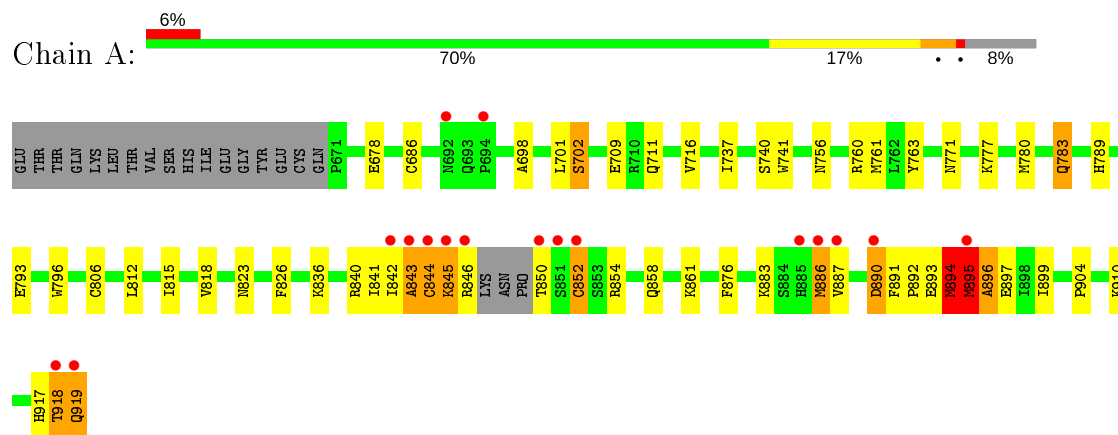 6%
Chain A:
70% 17% • • 8%
GLU THR THR GLN LYS LEU THR VAL SER HIS ILE GLU GLY TYR GLU CYS GLN P671 E678 C686 N692 Q693 P694 A698 L701 S702 E709 R710 Q711 V716 I737 S740 W741 N756 R760 M761 L762 Y763 N771 K777 M780 Q783 H789
E793 W796 C806 L812 I815 V818 N823 F826 K836 R840 I841 I842 A843 C844 K845 R846 LYS ASN PRO T850 S851 C852 S853 R854 Q858 K861 F876 K883 S884 H885 M886 V887 D890 F891 P892 E893 M894 M895 A896 E897 I898 I899 P904 K910
H917 T918 Q919